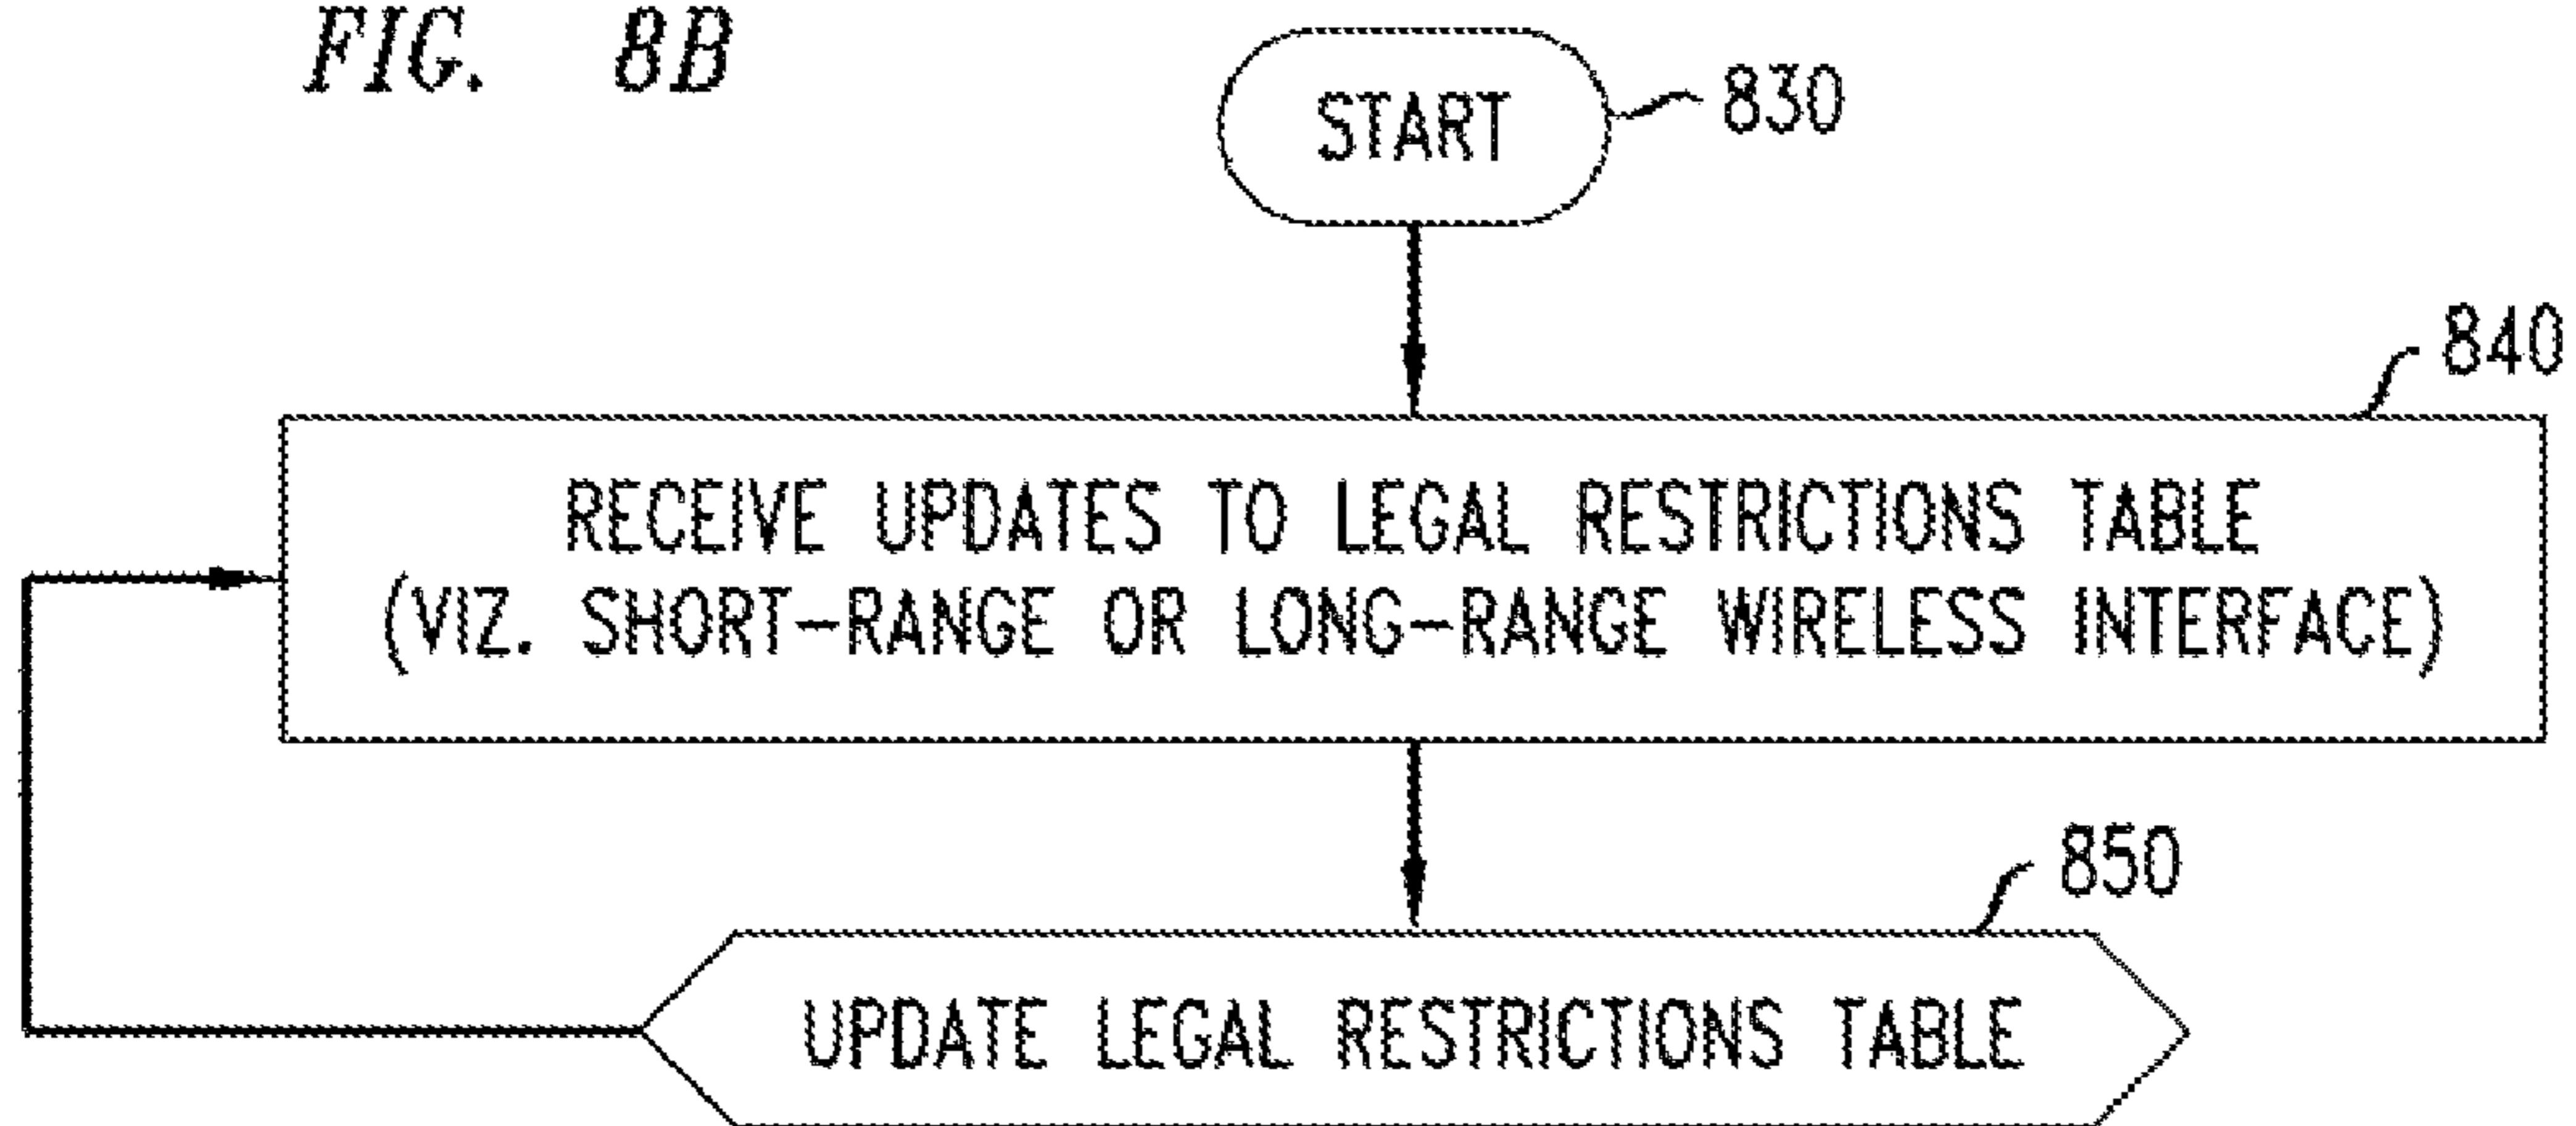 FIG. 8B
START
830
840
RECEIVE UPDATES TO LEGAL RESTRICTIONS TABLE
(VIZ. SHORT-RANGE OR LONG-RANGE WIRELESS INTERFACE)
850
UPDATE LEGAL RESTRICTIONS TABLE